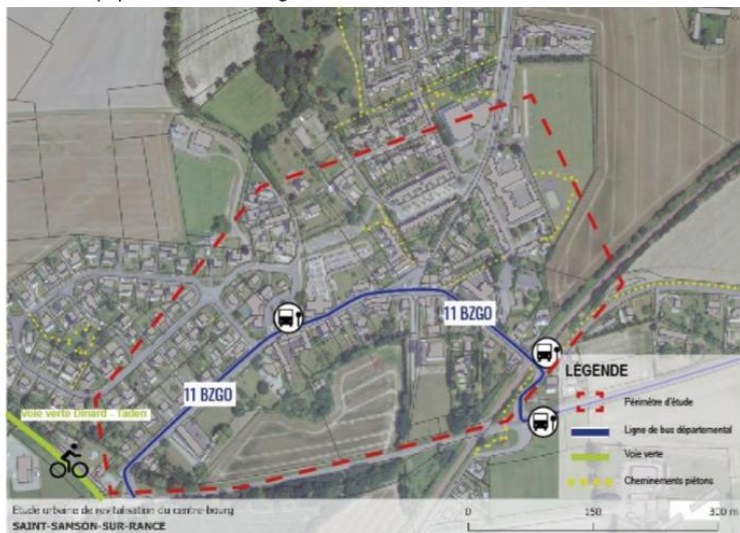 11 BZGO
11 BZGO
Voie verte Dinard - Taden
LÉGENDE
Périmètre d'étude
Ligne de bus départemental
Voie verte
Cheminements piétons
Etude urbaine de revitalisation du centre-bourg
SAINT-SAMSON-SUR-RANCE
0 150 300 m